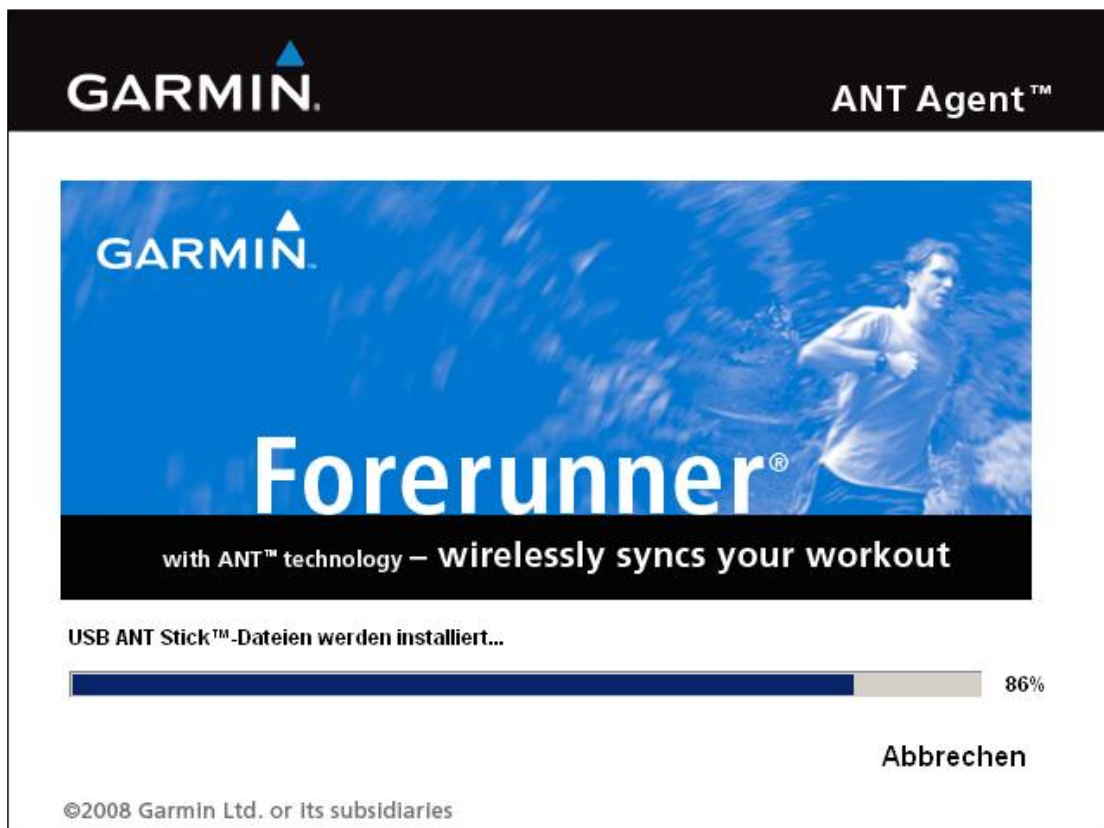 GARMIN.
ANT Agent™
GARMIN™
Forerunner®
with ANT™ technology – wirelessly syncs your workout
USB ANT Stick™-Dateien werden installiert...
86%
Abbrechen
©2008 Garmin Ltd. or its subsidiaries